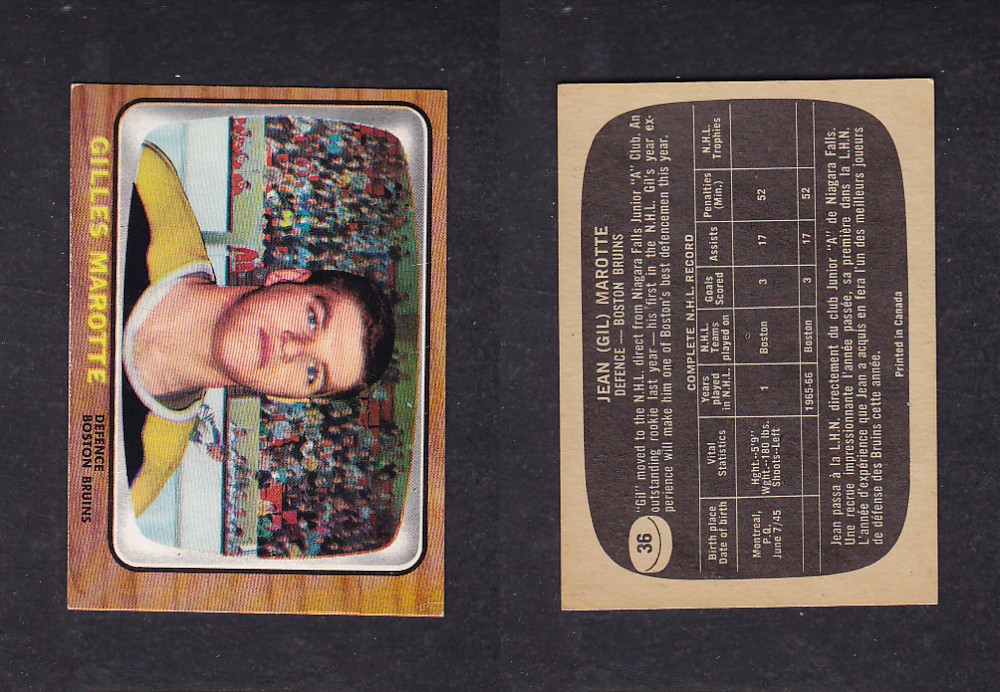 GILLES MAROTTE
DEFENCE
BOSTON BRUINS
36
JEAN (GIL) MAROTTE
DEFENCE — BOSTON BRUINS
"Gil" moved to the N.H.L. direct from Niagara Falls Junior "A" Club. An
outstanding rookie last year — his first in the N.H.L. Gil's year ex-
perience will make him one of Boston's best defencemen this year.
COMPLETE N.H.L. RECORD
Birth place Date of birth | Vital Statistics | Years played in N.H.L. | N.H.L. Teams played on | Goals Scored | Assists | Penalties (Min.) | N.H.L. Trophies
Montreal, P.Q. June 7/45 | Hght.--5'9" Wght.--180 lbs. Shoots--Left | 1 | Boston | 3 | 17 | 52
1965-66 | Boston | 3 | 17 | 52
Jean passa à la L.H.N. directement du club Junior "A" de Niagara Falls.
Une recrue impressionante l'année passée, sa première dans la L.H.N.
L'année d'expérience que Jean a acquis en fera l'un des meilleurs joueurs
de défense des Bruins cette année.
Printed in Canada